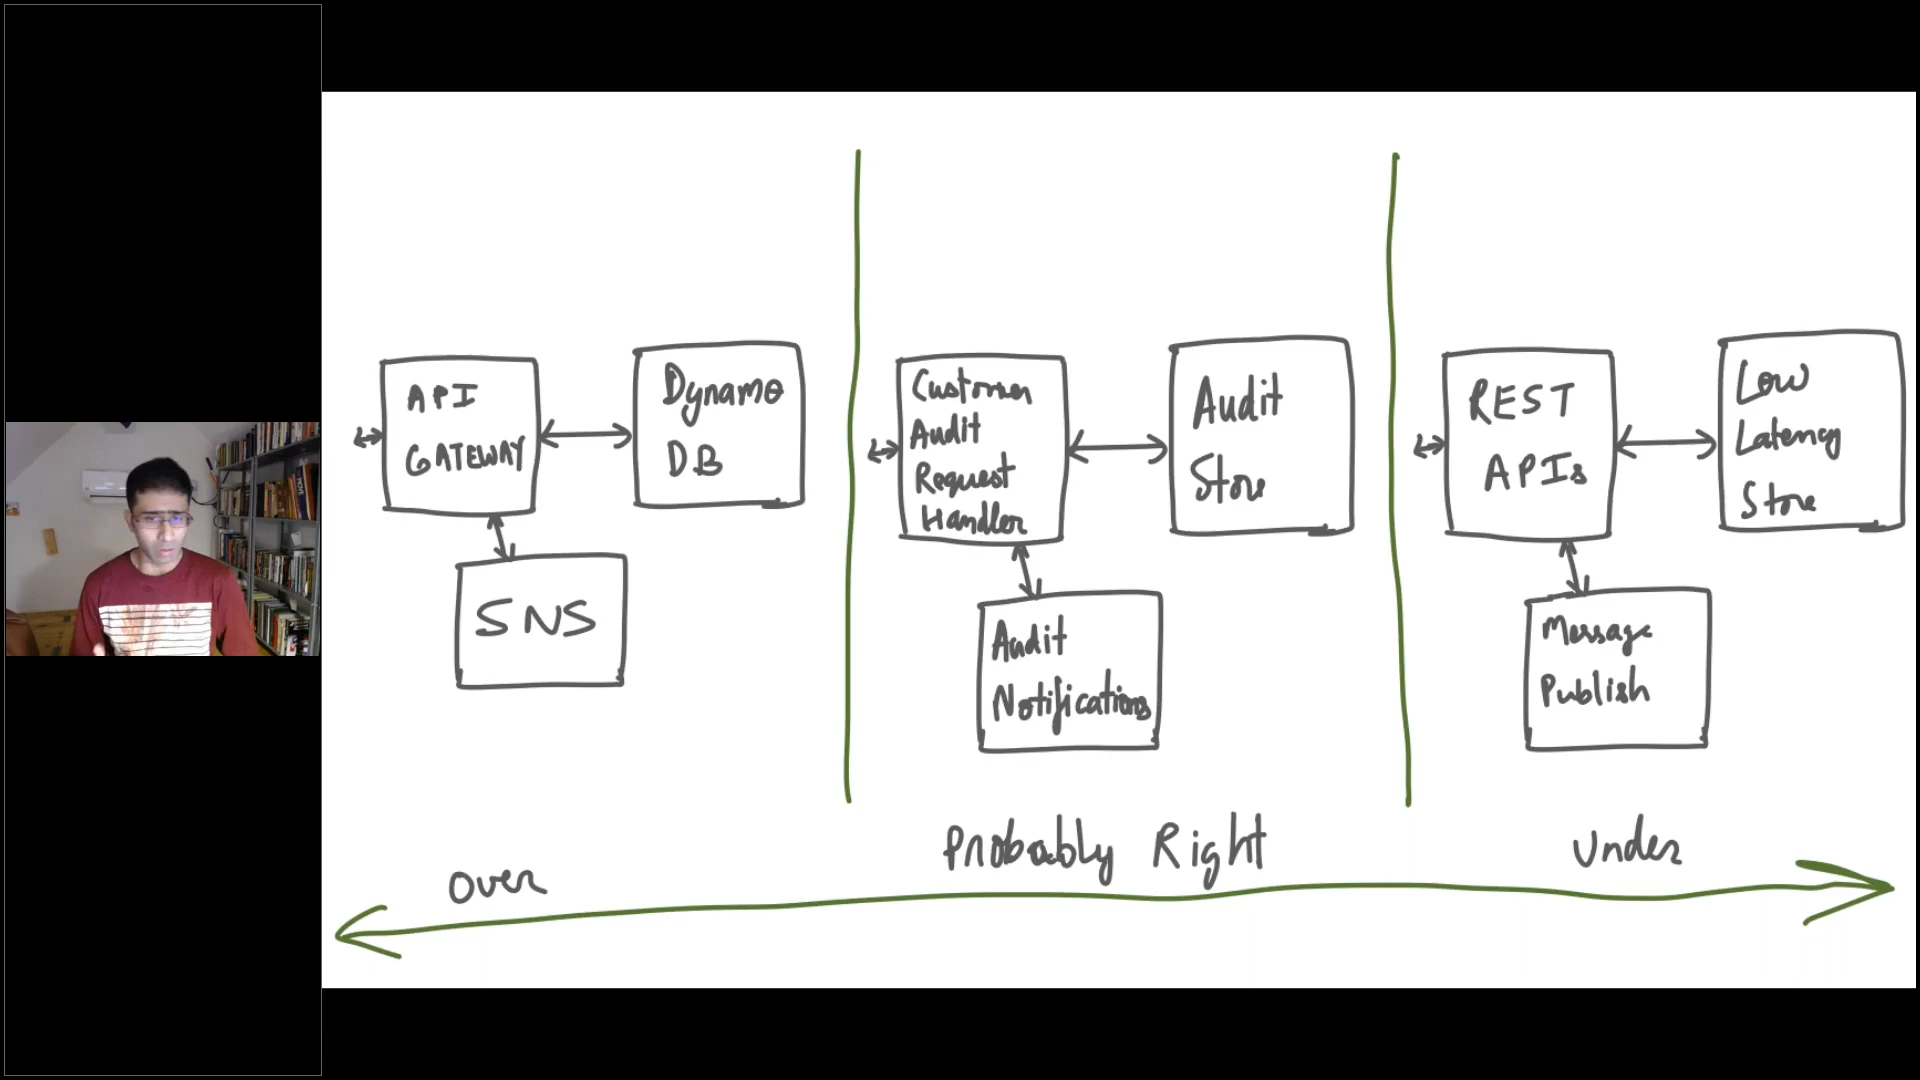 API
GATEWAY
Dynamo
DB
SNS
Customer
Audit
Request
Handler
Audit
Store
Audit
Notifications
REST
APIs
Low
Latency
Store
Message
Publish
Over
Probably Right
Under